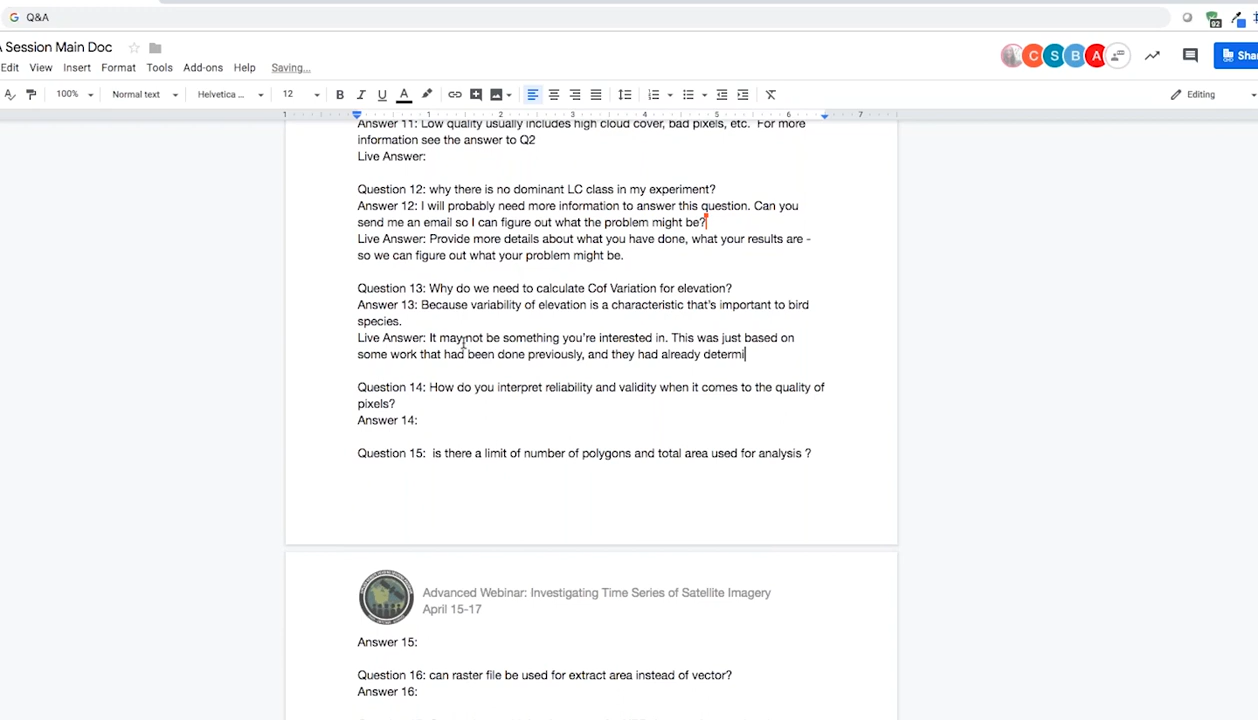 Q&A
92
A Session Main Doc
Edit View Insert Format Tools Add-ons Help Saving...
C S B A
Sha
100% Normal text Helvetica ... 12 B I U A Editing
1 1 2 3 4 5 6 7
Answer 11: Low quality usually includes high cloud cover, bad pixels, etc. For more
information see the answer to Q2
Live Answer:
Question 12: why there is no dominant LC class in my experiment?
Answer 12: I will probably need more information to answer this question. Can you
send me an email so I can figure out what the problem might be?
Live Answer: Provide more details about what you have done, what your results are -
so we can figure out what your problem might be.
Question 13: Why do we need to calculate Cof Variation for elevation?
Answer 13: Because variability of elevation is a characteristic that's important to bird
species.
Live Answer: It may not be something you're interested in. This was just based on
some work that had been done previously, and they had already determi
Question 14: How do you interpret reliability and validity when it comes to the quality of
pixels?
Answer 14:
Question 15: is there a limit of number of polygons and total area used for analysis ?
Advanced Webinar: Investigating Time Series of Satellite Imagery
April 15-17
Answer 15:
Question 16: can raster file be used for extract area instead of vector?
Answer 16: